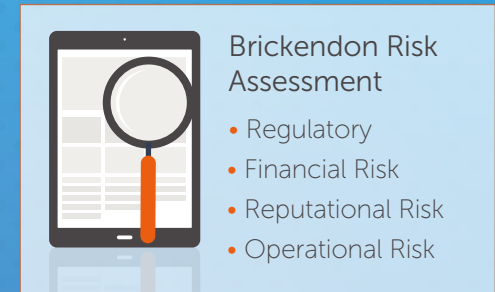 Brickendon Risk
Assessment
• Regulatory
• Financial Risk
• Reputational Risk
• Operational Risk